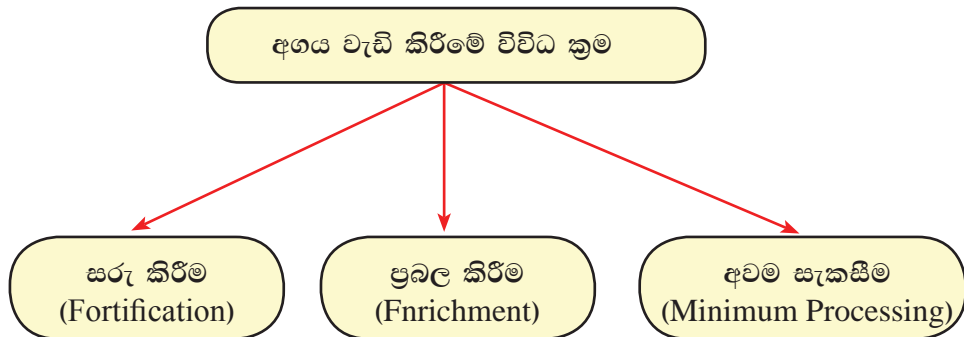 අගය වැඩි කිරීමේ විවිධ ක්‍රම
සරු කිරීම
(Fortification)
ප්‍රබල කිරීම
(Fnrichment)
අවම සැකසීම
(Minimum Processing)